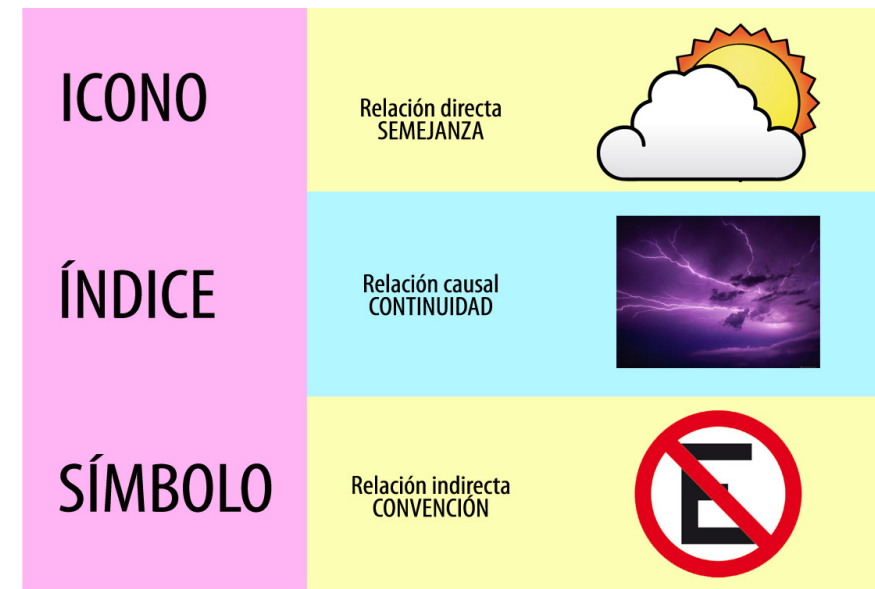 ICONO
Relación directa
SEMEJANZA
ÍNDICE
Relación causal
CONTINUIDAD
SÍMBOLO
Relación indirecta
CONVENCIÓN
E